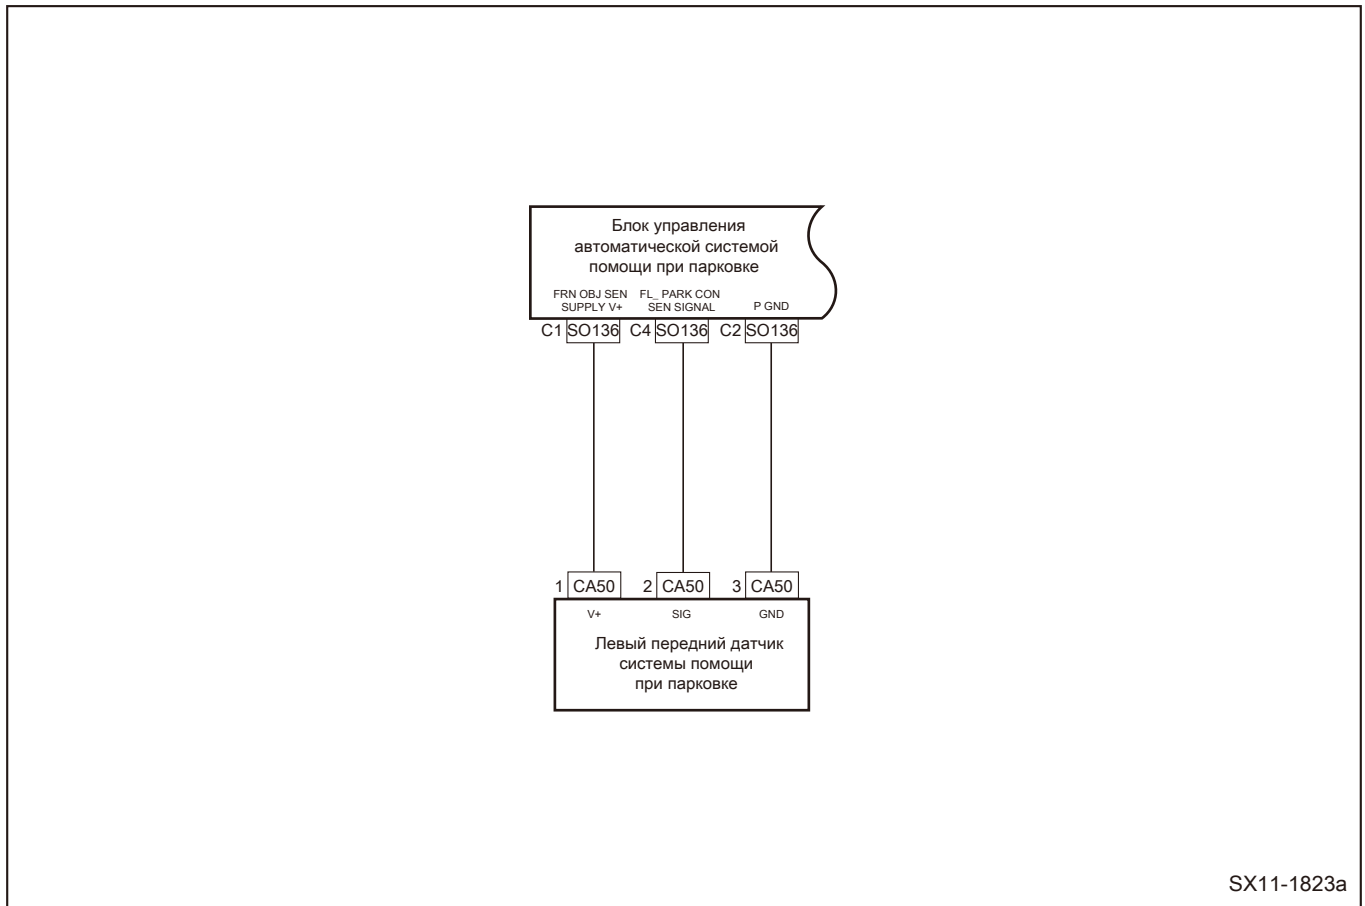 Блок управления
автоматической системой
помощи при парковке
FRN OBJ SEN
SUPPLY V+
FL_ PARK CON
SEN SIGNAL
P GND
C1 SO136 C4 SO136 C2 SO136
1 CA50 2 CA50 3 CA50
V+ SIG GND
Левый передний датчик
системы помощи
при парковке
SX11-1823a